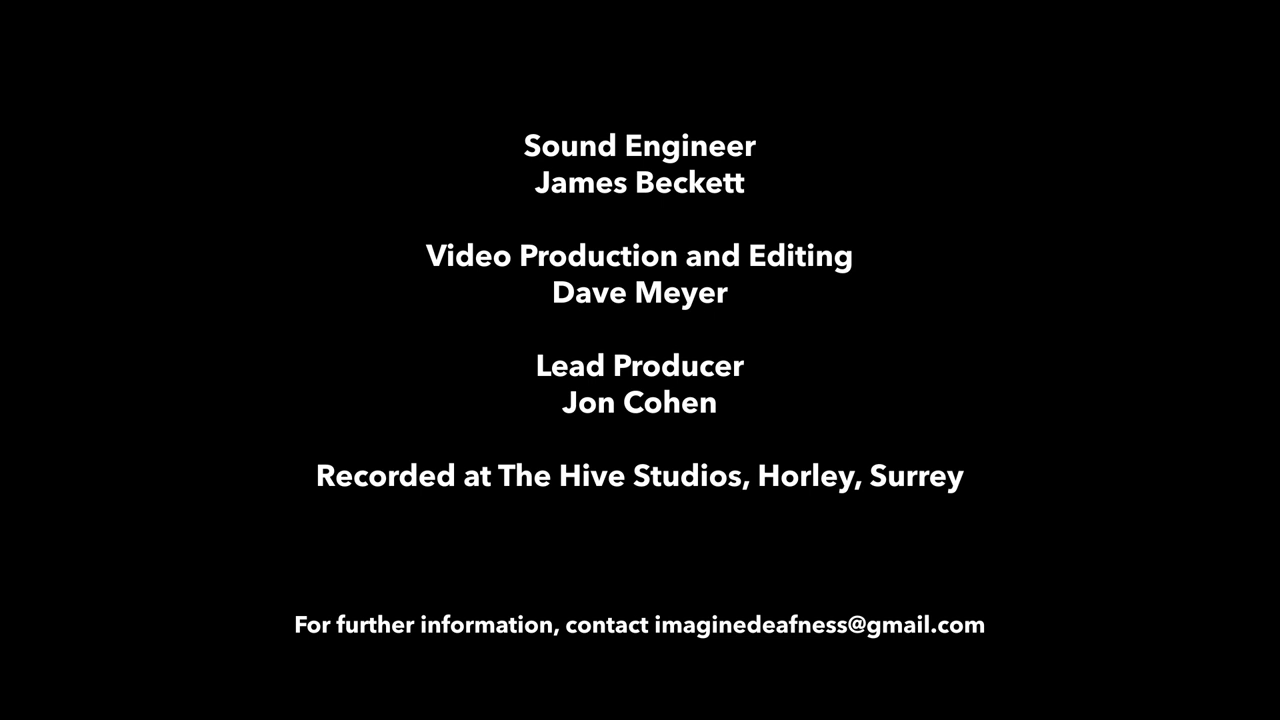 Sound Engineer
James Beckett
Video Production and Editing
Dave Meyer
Lead Producer
Jon Cohen
Recorded at The Hive Studios, Horley, Surrey
For further information, contact imaginedeafness@gmail.com